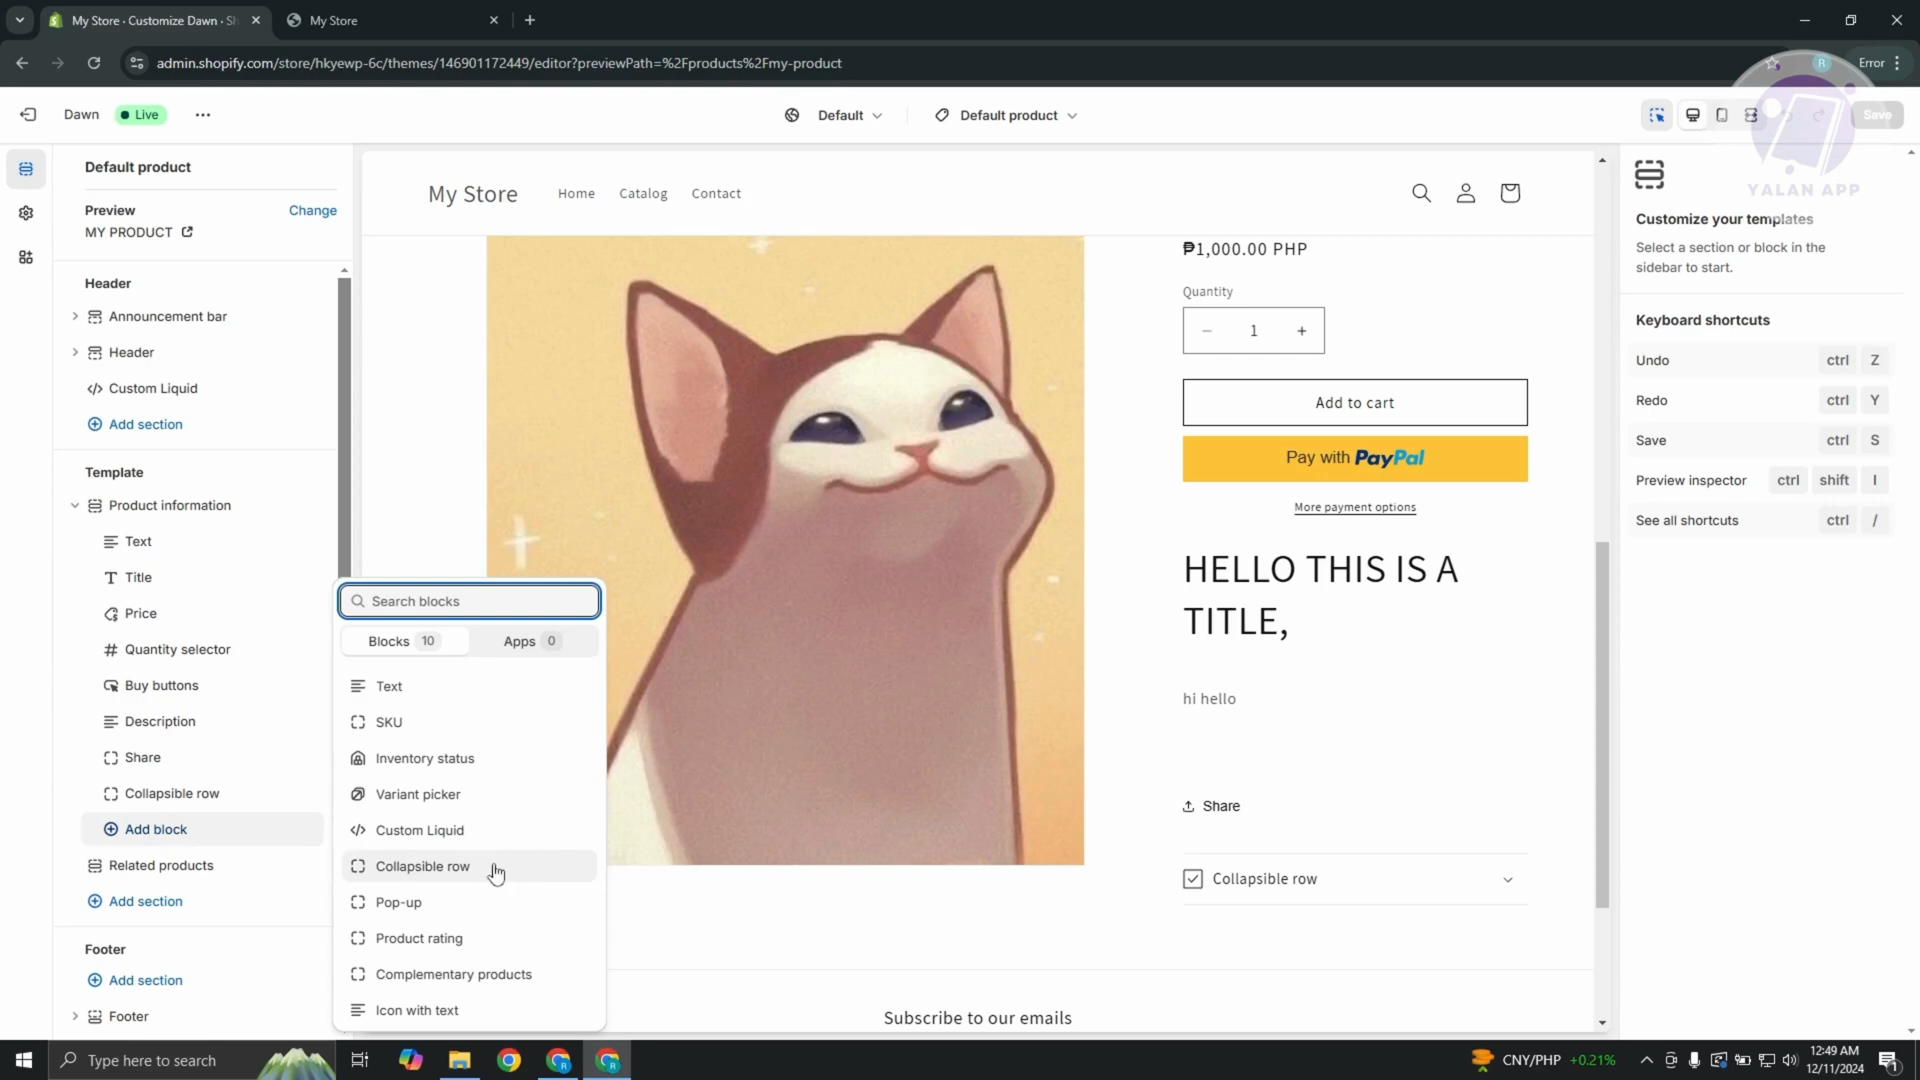 My Store · Customize Dawn · Sh
My Store
admin.shopify.com/store/hkyewp-6c/themes/146901172449/editor?previewPath=%2Fproducts%2Fmy-product
R
Error
Dawn
Live
Default
Default product
Save
YALAN APP
Default product
Preview
Change
MY PRODUCT
Header
Announcement bar
Header
Custom Liquid
Add section
Template
Product information
Text
Title
Price
Quantity selector
Buy buttons
Description
Share
Collapsible row
Add block
Related products
Add section
Footer
Add section
Footer
Search blocks
Blocks 10
Apps 0
Text
SKU
Inventory status
Variant picker
Custom Liquid
Collapsible row
Pop-up
Product rating
Complementary products
Icon with text
My Store
Home
Catalog
Contact
₱1,000.00 PHP
Quantity
1
Add to cart
Pay with PayPal
More payment options
HELLO THIS IS A
TITLE,
hi hello
Share
Collapsible row
Subscribe to our emails
Customize your templates
Select a section or block in the
sidebar to start.
Keyboard shortcuts
Undo ctrl Z
Redo ctrl Y
Save ctrl S
Preview inspector ctrl shift I
See all shortcuts ctrl /
Type here to search
CNY/PHP +0.21%
12:49 AM
12/11/2024
1